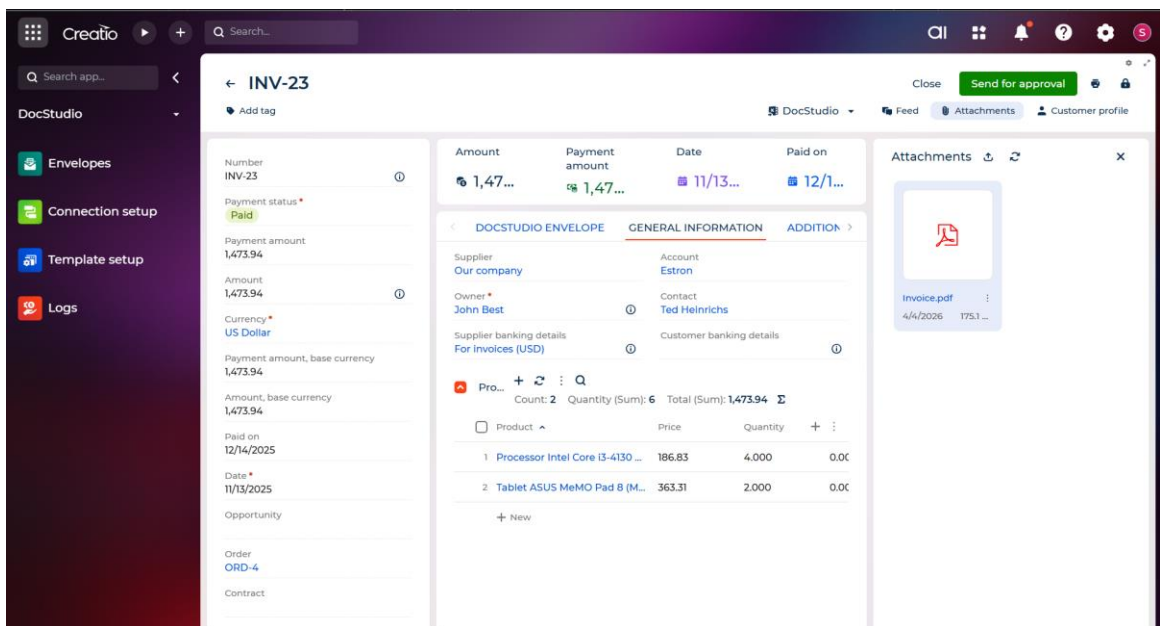 Creatio
Search...
ai
S
Search app...
DocStudio
Envelopes
Connection setup
Template setup
Logs
INV-23
Close
Send for approval
Add tag
DocStudio
Feed
Attachments
Customer profile
Number
INV-23
Payment status*
Paid
Payment amount
1,473.94
Amount
1,473.94
Currency*
US Dollar
Payment amount, base currency
1,473.94
Amount, base currency
1,473.94
Paid on
12/14/2025
Date*
11/13/2025
Opportunity
Order
ORD-4
Contract
Amount
1,47...
Payment
amount
1,47...
Date
11/13...
Paid on
12/1...
DOCSTUDIO ENVELOPE GENERAL INFORMATION ADDITION
Supplier
Our company
Account
Estron
Owner*
John Best
Contact
Ted Heinrichs
Supplier banking details
For invoices (USD)
Customer banking details
Pro...
Count: 2 Quantity (Sum): 6 Total (Sum): 1,473.94 Σ
Product Price Quantity
1 Processor Intel Core i3-4130 ... 186.83 4.000 0.00
2 Tablet ASUS MeMO Pad 8 (M... 363.31 2.000 0.00
+ New
Attachments
Invoice.pdf
4/4/2026 175.1 ...